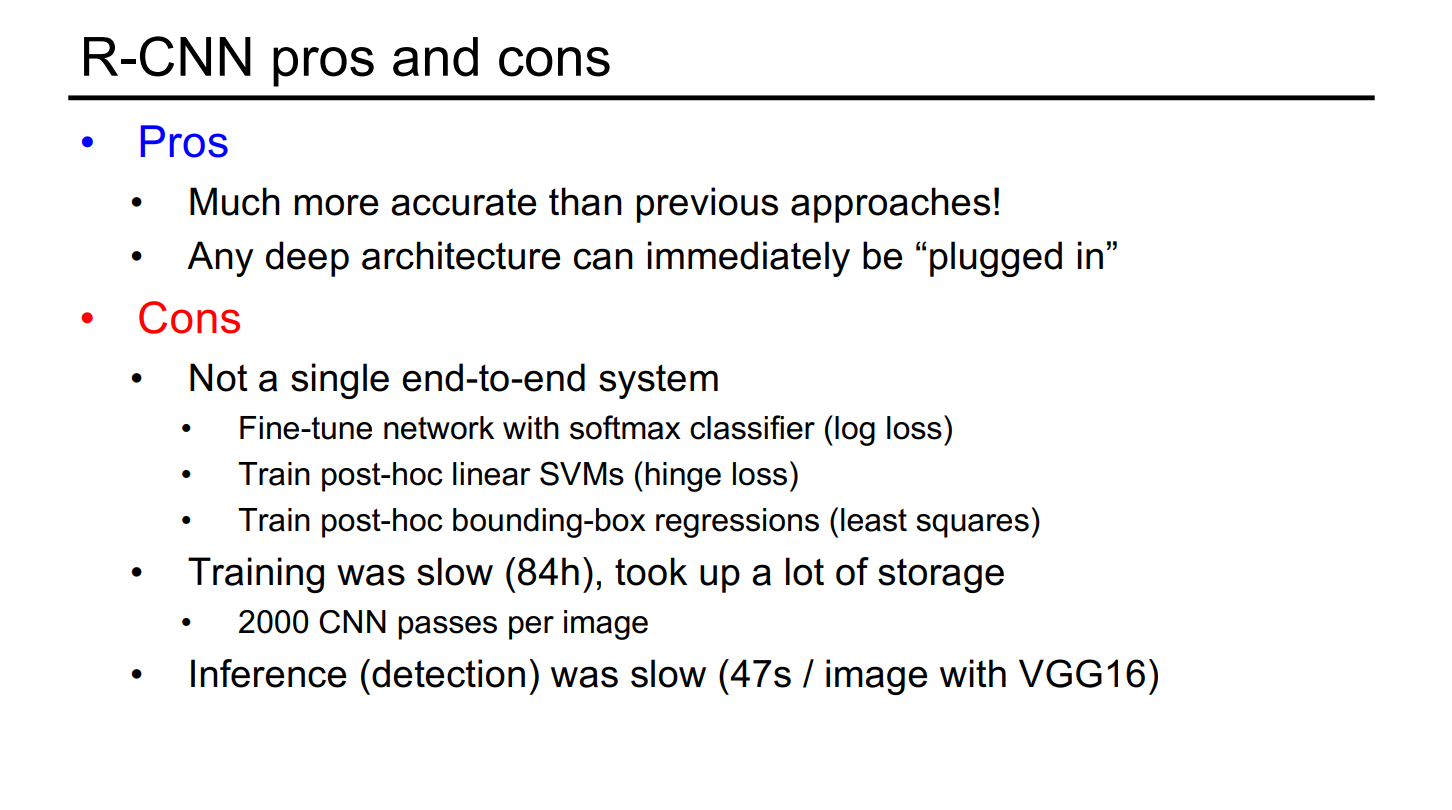 R-CNN pros and cons
• Pros
• Much more accurate than previous approaches!
• Any deep architecture can immediately be “plugged in”
• Cons
• Not a single end-to-end system
• Fine-tune network with softmax classifier (log loss)
• Train post-hoc linear SVMs (hinge loss)
• Train post-hoc bounding-box regressions (least squares)
• Training was slow (84h), took up a lot of storage
• 2000 CNN passes per image
• Inference (detection) was slow (47s / image with VGG16)